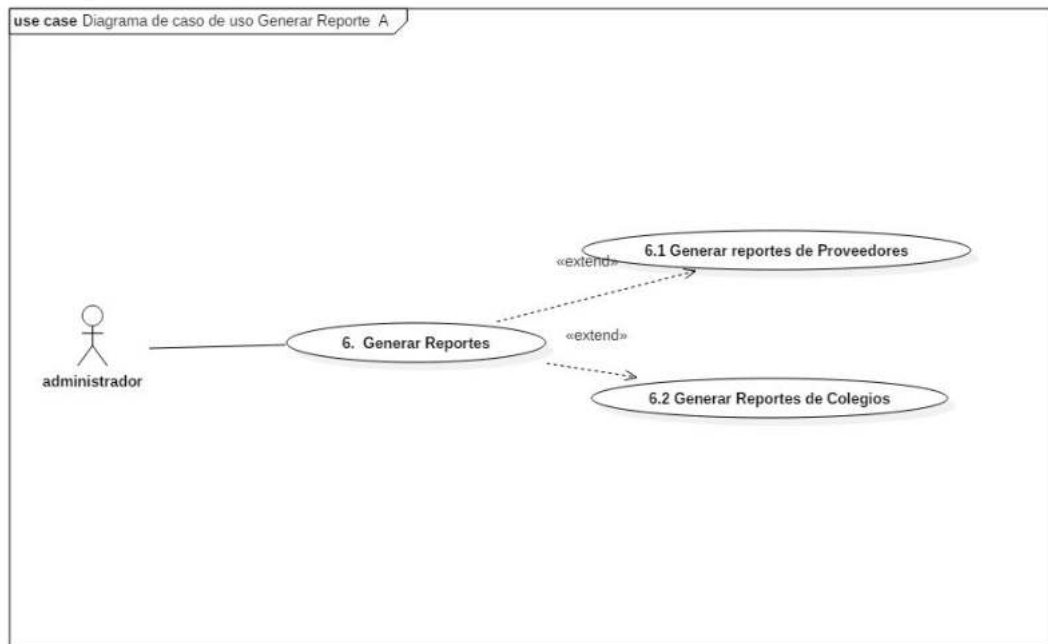 use case Diagrama de caso de uso Generar Reporte A
6.1 Generar reportes de Proveedores
«extend»
«extend»
6. Generar Reportes
administrador
6.2 Generar Reportes de Colegios